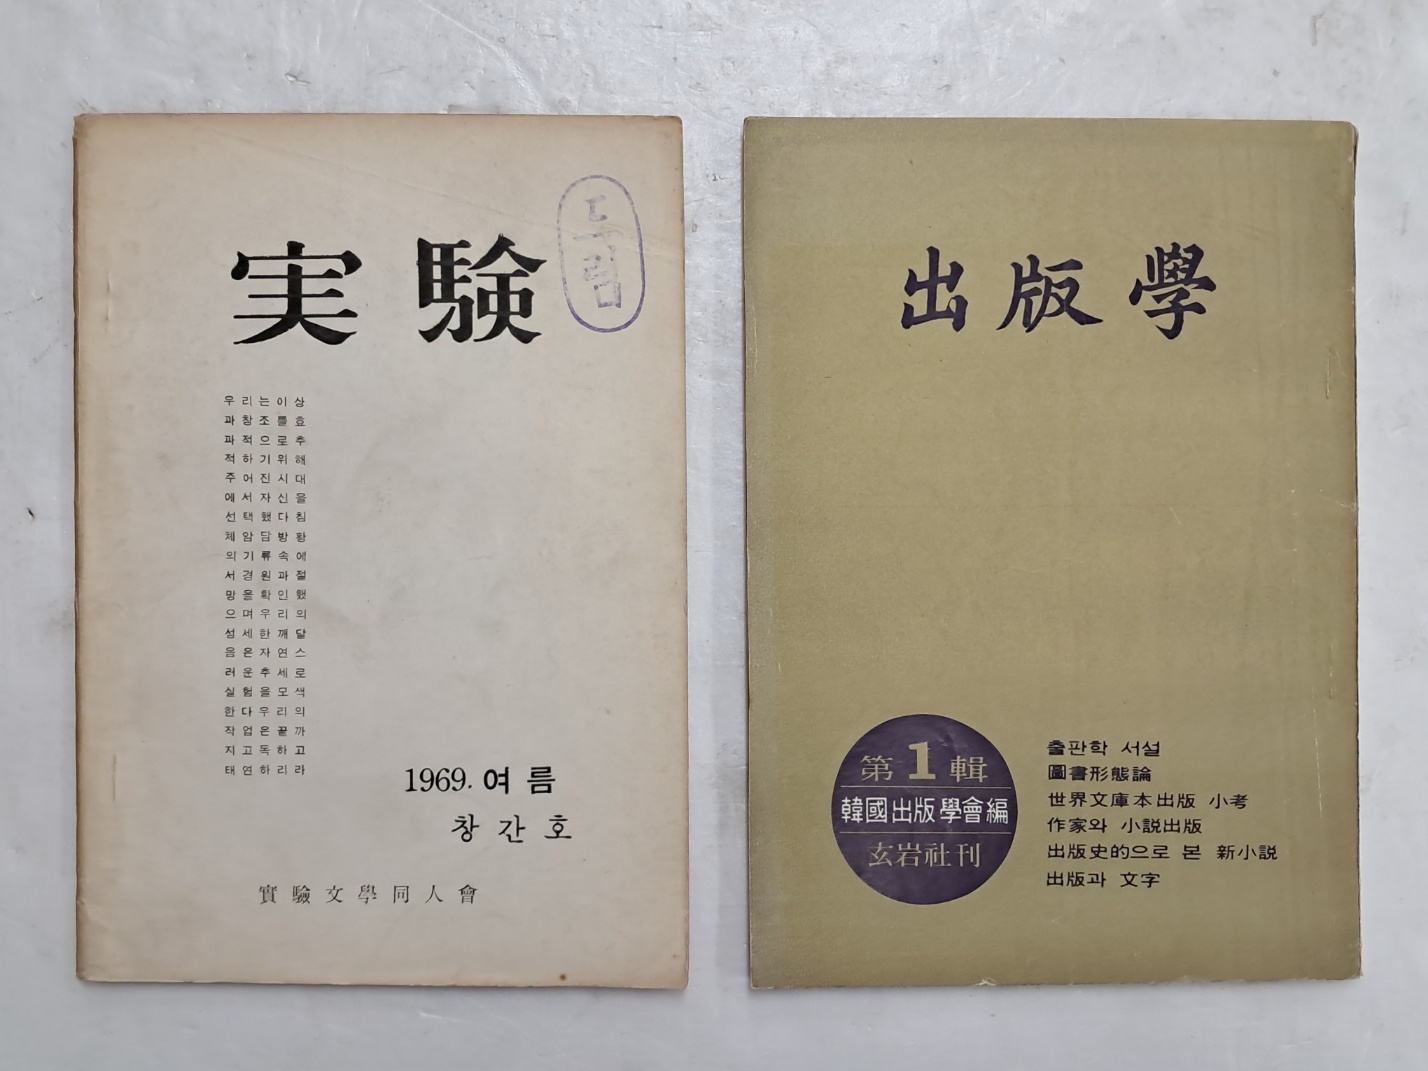 実験
도림
우리는이상
과창조를효
과적으로추
적하기위해
주어진시대
에서자신을
선택했다침
체암담방황
의기류속에
서경원과절
망을확인했
으며우리의
섬세한깨달
음은자연스
러운추세로
실험을모색
한다우리의
작업은끝까
지고독하고
태연하리라
1969. 여름
창간호
實驗文學同人會
出版學
第1輯
韓國出版學會編
玄岩社刊
출판학 서설
圖書形態論
世界文庫本出版 小考
作家와 小説出版
出版史的으로 본 新小説
出版과 文字